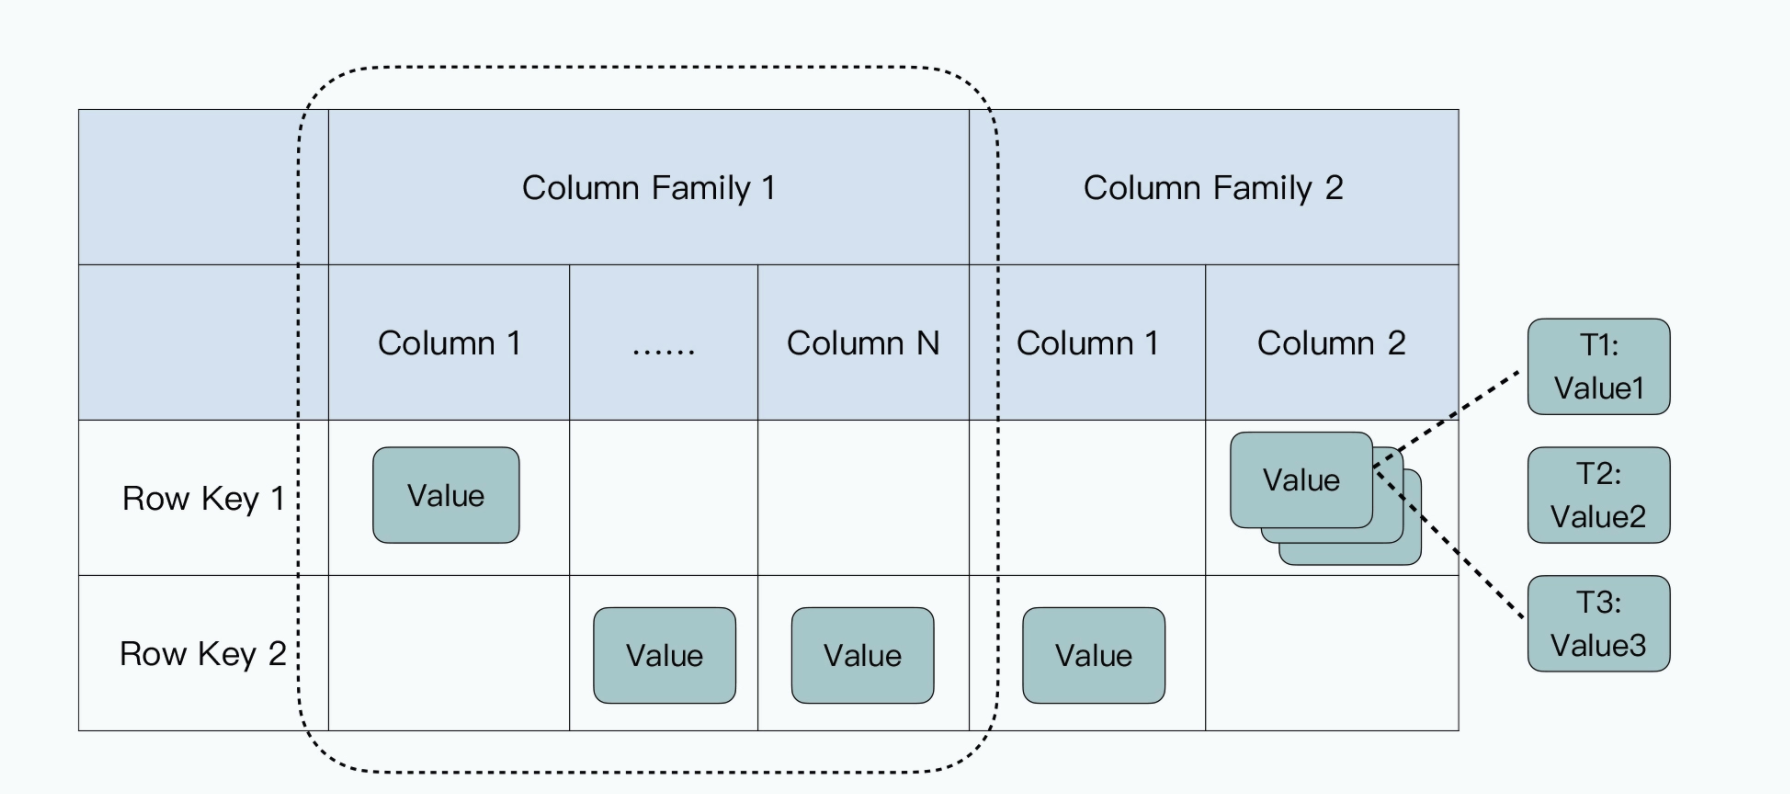 Column Family 1
Column Family 2
Column 1
......
Column N
Column 1
Column 2
T1:
Value1
Row Key 1
Value
Value
T2:
Value2
T3:
Value3
Row Key 2
Value
Value
Value